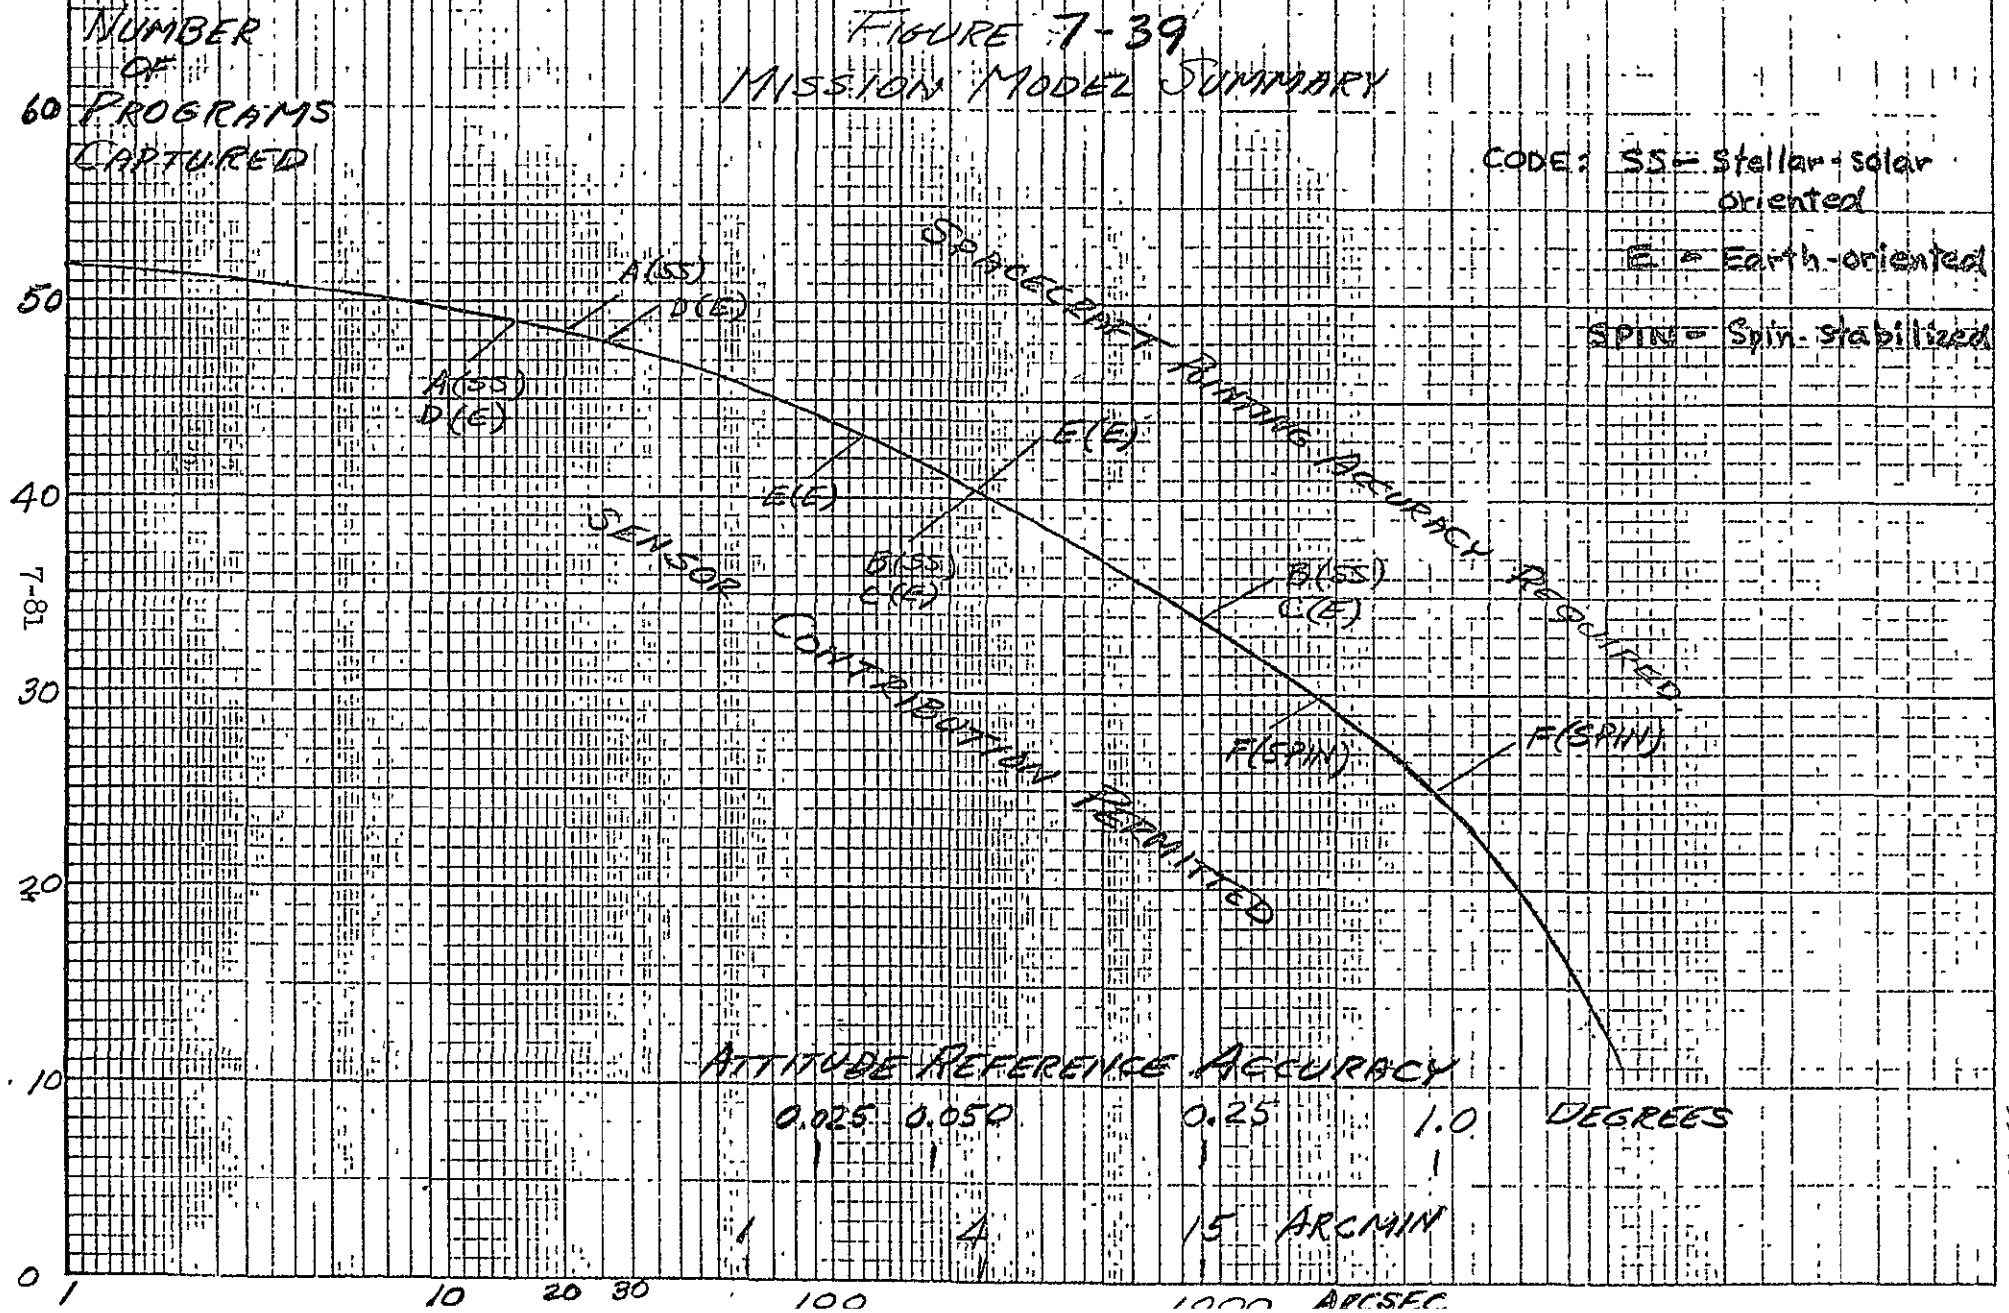 NUMBER
OF
PROGRAMS
CAPTURED
FIGURE 7-39
MISSION MODEL SUMMARY
CODE: SS - Stellar-solar
oriented
E = Earth-oriented
SPIN = Spin-stabilized
60
50
40
30
20
10
0
7-81
A(SS)
D(E)
A(SS)
D(E)
E(E)
E(E)
B(SS)
C(E)
B(SS)
C(E)
F(SPIN)
F(SPIN)
SPACECRAFT POINTING ACCURACY REQUIRED
SENSOR CONTRIBUTION PERMITTED
ATTITUDE REFERENCE ACCURACY
0.025 0.050 0.25 1.0 DEGREES
1 4 15 ARCMIN
1 10 20 30 100 1000 ARCSEC